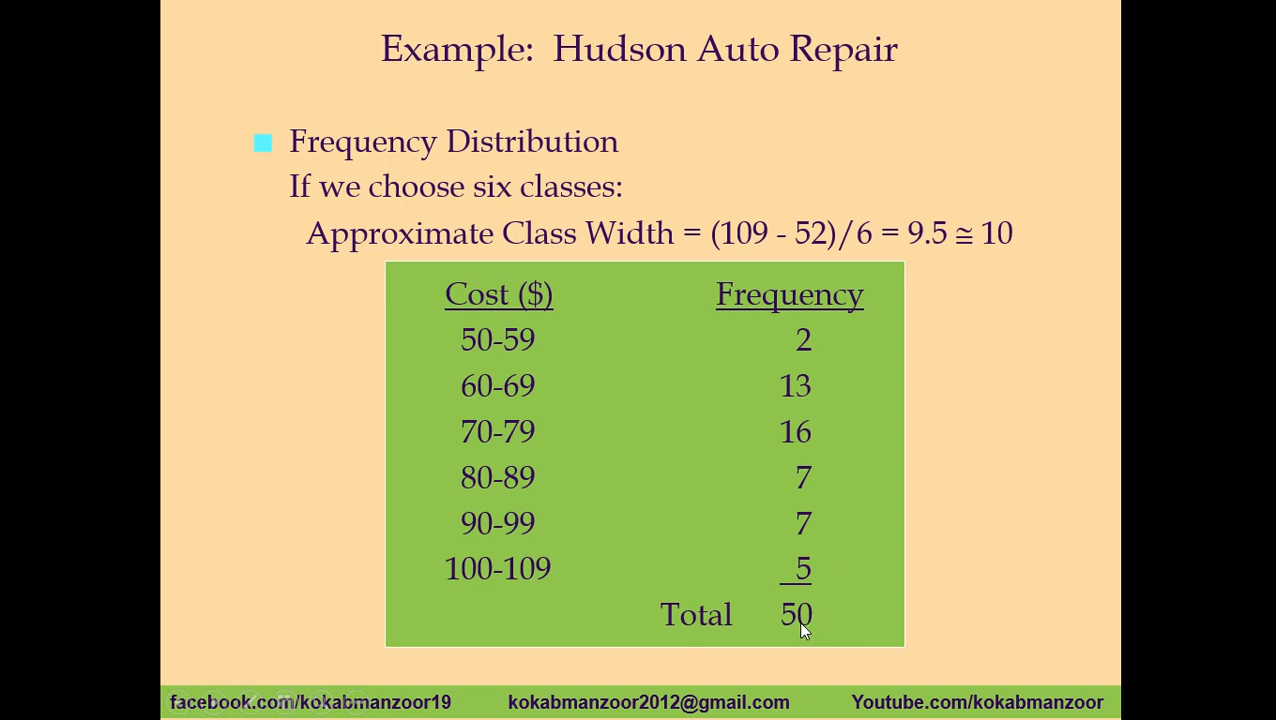 Example: Hudson Auto Repair
Frequency Distribution
If we choose six classes:
Approximate Class Width = (109 - 52)/6 = 9.5 ≅ 10
Cost ($) Frequency
50-59 2
60-69 13
70-79 16
80-89 7
90-99 7
100-109 5
Total 50
facebook.com/kokabmanzoor19 kokabmanzoor2012@gmail.com Youtube.com/kokabmanzoor